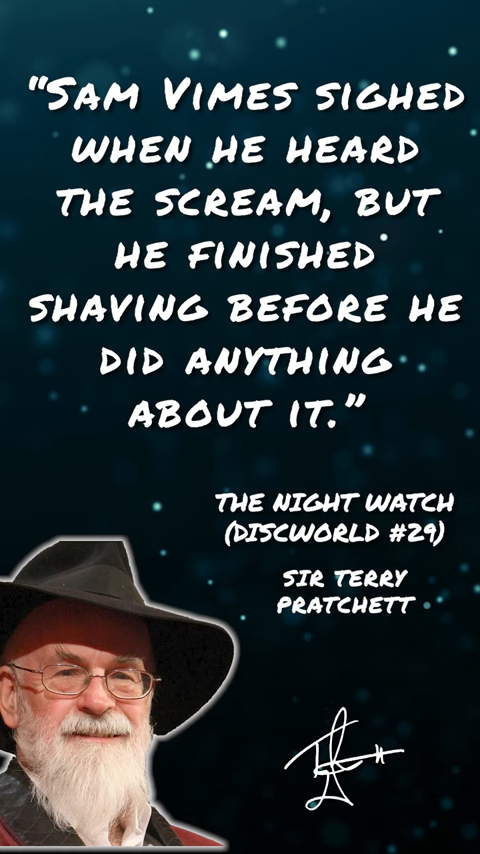 “Sam Vimes sighed
when he heard
the scream, but
he finished
shaving before he
did anything
about it.”
The Night Watch
(Discworld #29)
Sir Terry
Pratchett